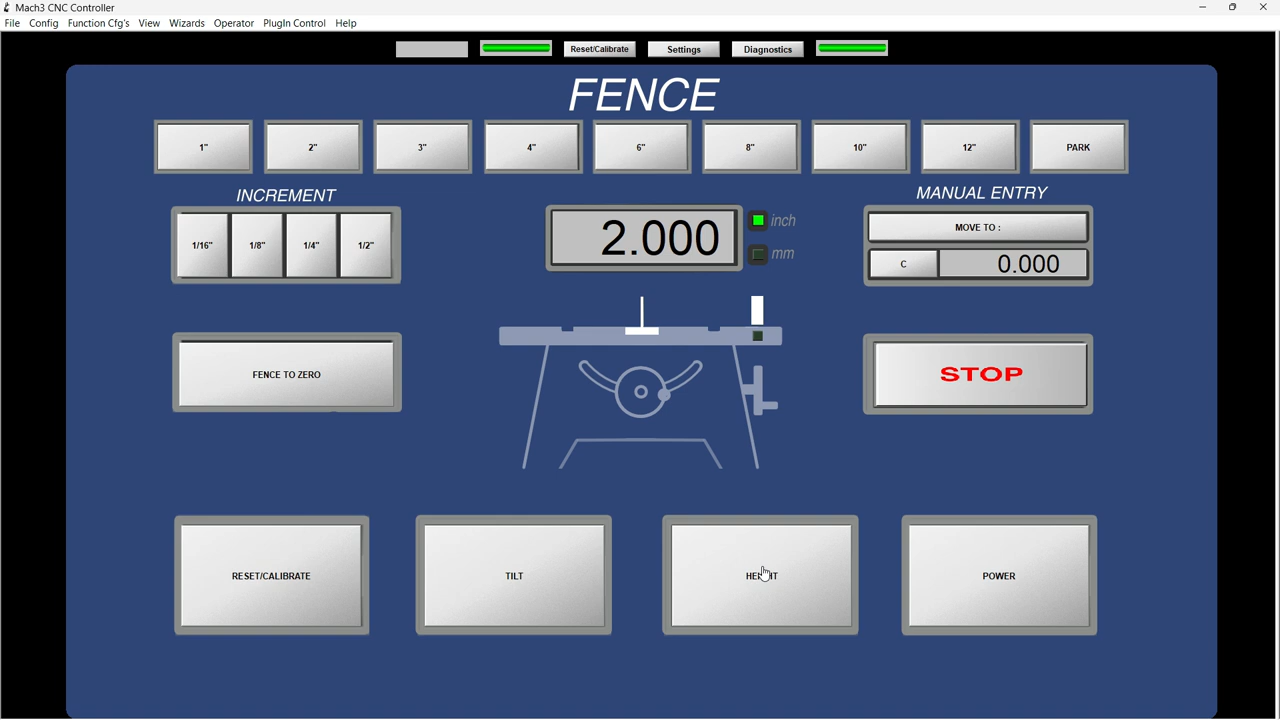 Mach3 CNC Controller
File Config Function Cfg's View Wizards Operator PlugIn Control Help
Reset/Calibrate Settings Diagnostics
FENCE
1" 2" 3" 4" 6" 8" 10" 12" PARK
INCREMENT
MANUAL ENTRY
1/16" 1/8" 1/4" 1/2"
2.000
inch
mm
MOVE TO :
C 0.000
FENCE TO ZERO
STOP
RESET/CALIBRATE TILT POWER